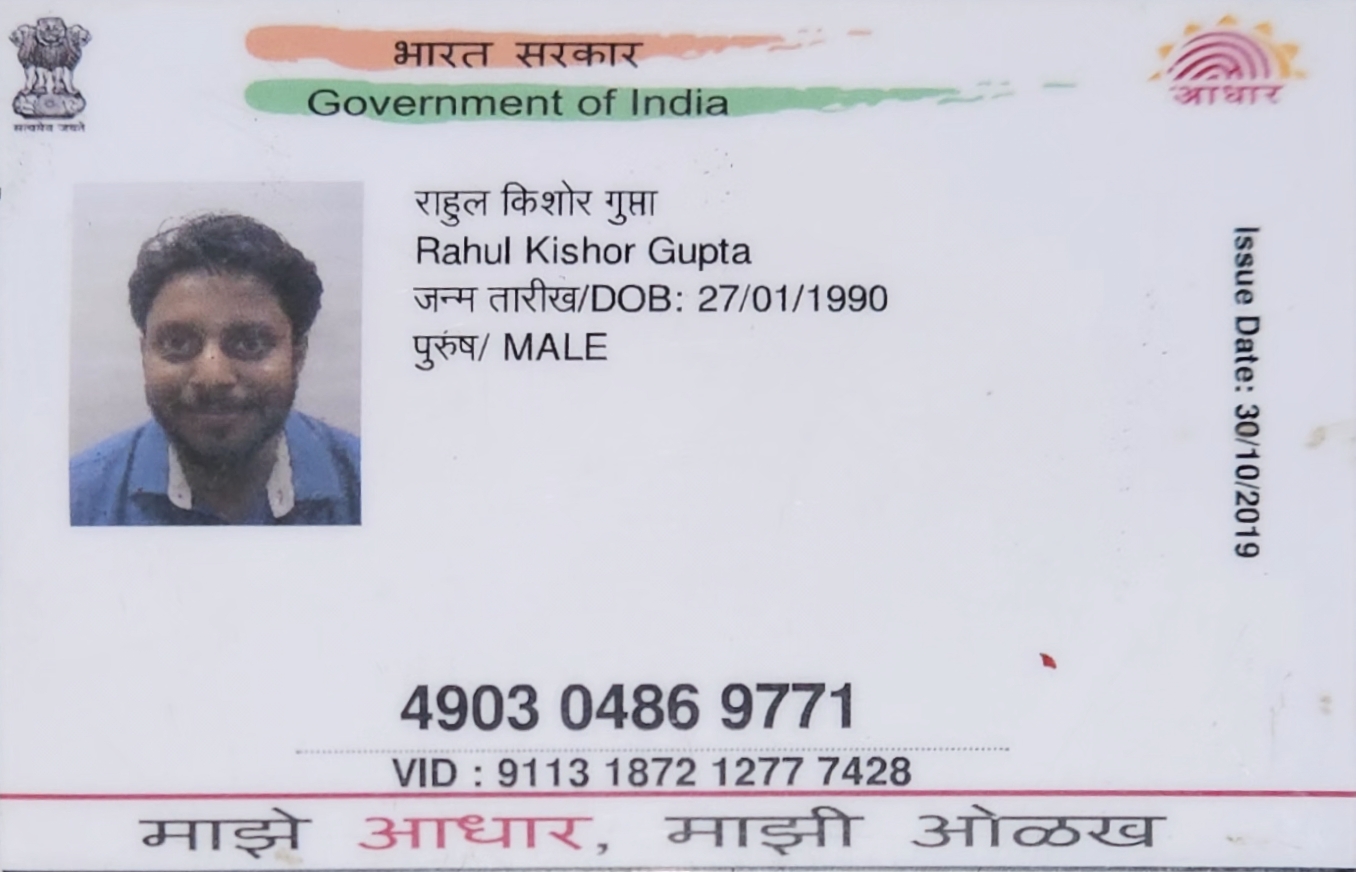 भारत सरकार
Government of India
सत्यमेव जयते
आधार
राहुल किशोर गुप्ता
Rahul Kishor Gupta
जन्म तारीख/DOB: 27/01/1990
पुरुष/ MALE
Issue Date: 30/10/2019
4903 0486 9771
VID : 9113 1872 1277 7428
माझे आधार, माझी ओळख